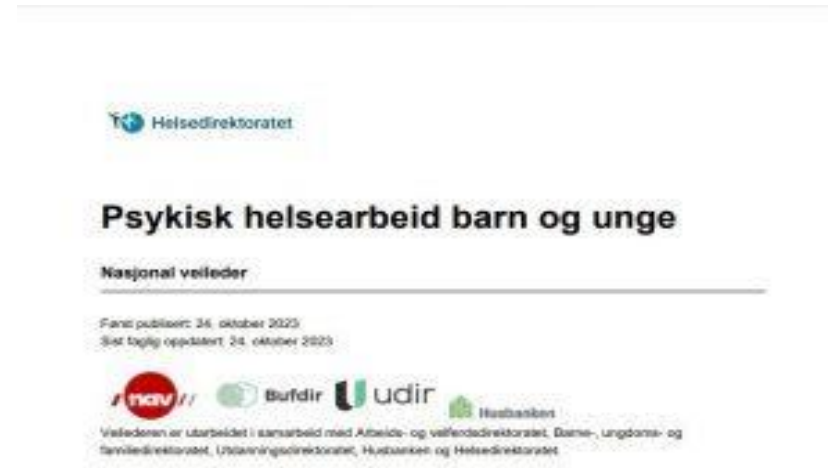 Helsedirektoratet
Psykisk helsearbeid barn og unge
Nasjonal veileder
Først publisert: 24. oktober 2023
Sist faglig oppdatert: 24. oktober 2023
nav Bufdir udir Husbanken
Veilederen er utarbeidet i samarbeid med Arbeids- og velferdsdirektoratet, Barne-, ungdoms- og
familiedirektoratet, Utdanningsdirektoratet, Husbanken og Helsedirektoratet.